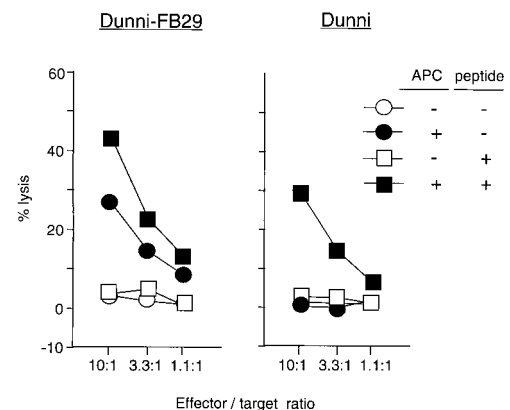 Dunni-FB29 Dunni
APC peptide
- -
+ -
- +
+ +
60
40
20
0
-10
% lysis
10:1 3.3:1 1.1:1 10:1 3.3:1 1.1:1
Effector / target ratio